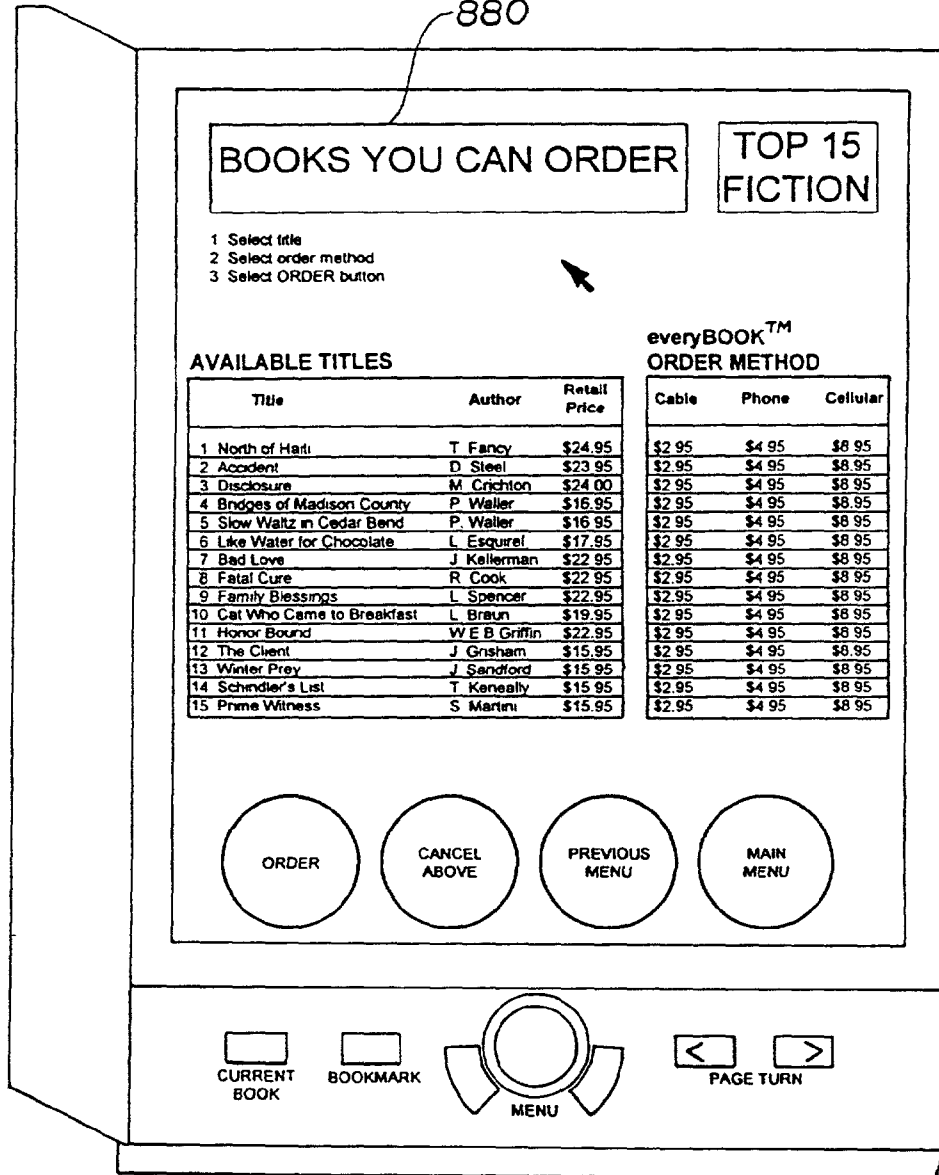 880
BOOKS YOU CAN ORDER
TOP 15
FICTION
1 Select title
2 Select order method
3 Select ORDER button
AVAILABLE TITLES
everyBOOK™
ORDER METHOD
Title Author Retail Price Cable Phone Cellular
1 North of Haiti T Fancy $24.95 $2 95 $4 95 $8 95
2 Accident D Steel $23 95 $2.95 $4 95 $8.95
3 Disclosure M Crichton $24 00 $2 95 $4 95 $8 95
4 Bridges of Madison County P Waller $16.95 $2 95 $4 95 $8.95
5 Slow Waltz in Cedar Bend P. Waller $16 95 $2 95 $4 95 $8 95
6 Like Water for Chocolate L Esquirel $17.95 $2 95 $4 95 $8 95
7 Bad Love J Kellerman $22 95 $2.95 $4 95 $8 95
8 Fatal Cure R Cook $22 95 $2.95 $4 95 $8 95
9 Family Blessings L Spencer $22.95 $2 95 $4 95 $8 95
10 Cat Who Came to Breakfast L Braun $19.95 $2 95 $4 95 $8 95
11 Honor Bound W E B Griffin $22.95 $2 95 $4 95 $8 95
12 The Client J Grisham $15.95 $2 95 $4 95 $8.95
13 Winter Prey J Sandford $15 95 $2 95 $4 95 $8 95
14 Schindler's List T Keneally $15 95 $2.95 $4 95 $8 95
15 Prime Witness S Martini $15.95 $2.95 $4 95 $8 95
ORDER
CANCEL
ABOVE
PREVIOUS
MENU
MAIN
MENU
CURRENT
BOOK
BOOKMARK
MENU
< >
PAGE TURN